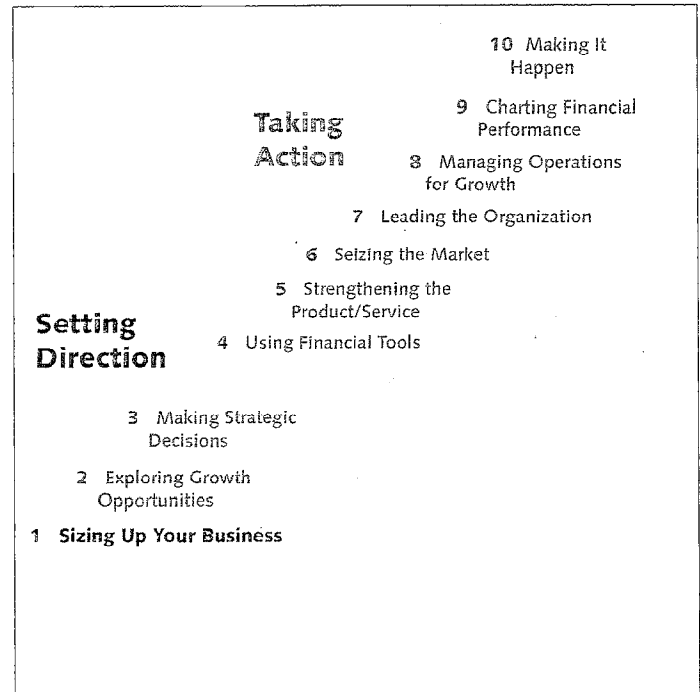 10 Making It
Happen
9 Charting Financial
Performance
Taking
Action
8 Managing Operations
for Growth
7 Leading the Organization
6 Seizing the Market
5 Strengthening the
Product/Service
Setting
Direction
4 Using Financial Tools
3 Making Strategic
Decisions
2 Exploring Growth
Opportunities
1 Sizing Up Your Business